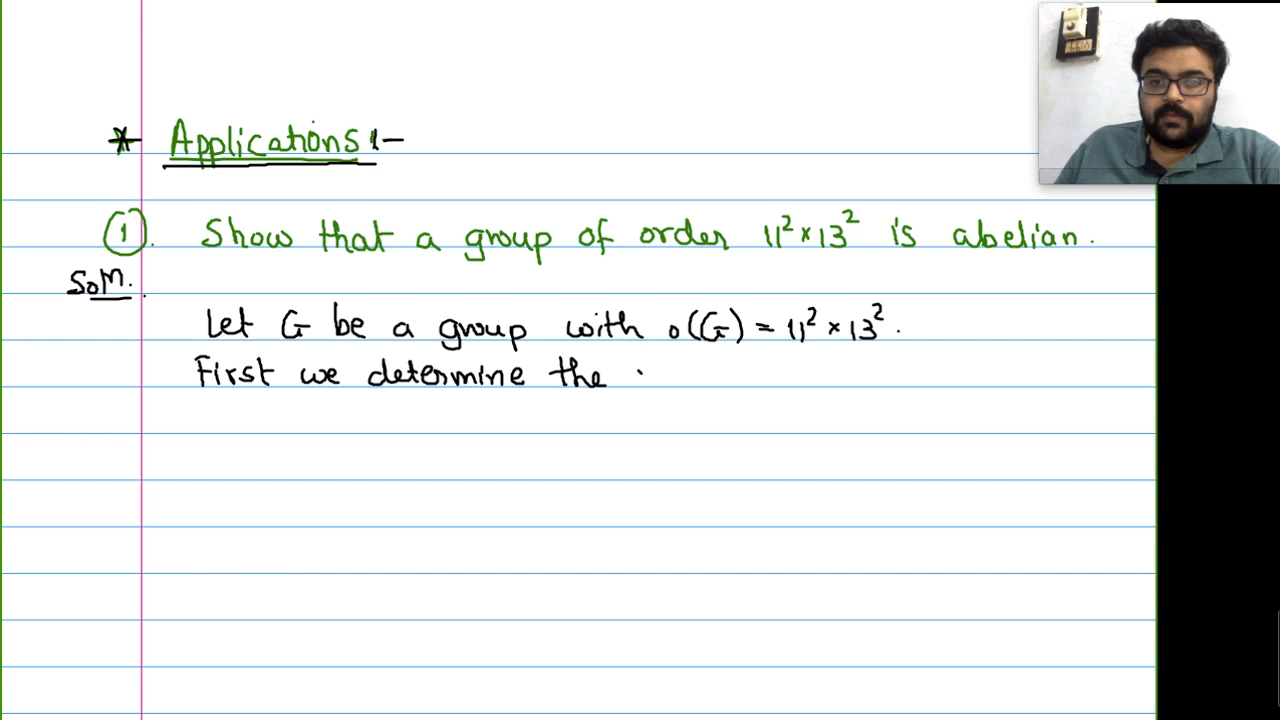 * Applications :-
①. Show that a group of order 11² × 13² is abelian.
Solⁿ.
Let G be a group with o(G) = 11² × 13².
First we determine the